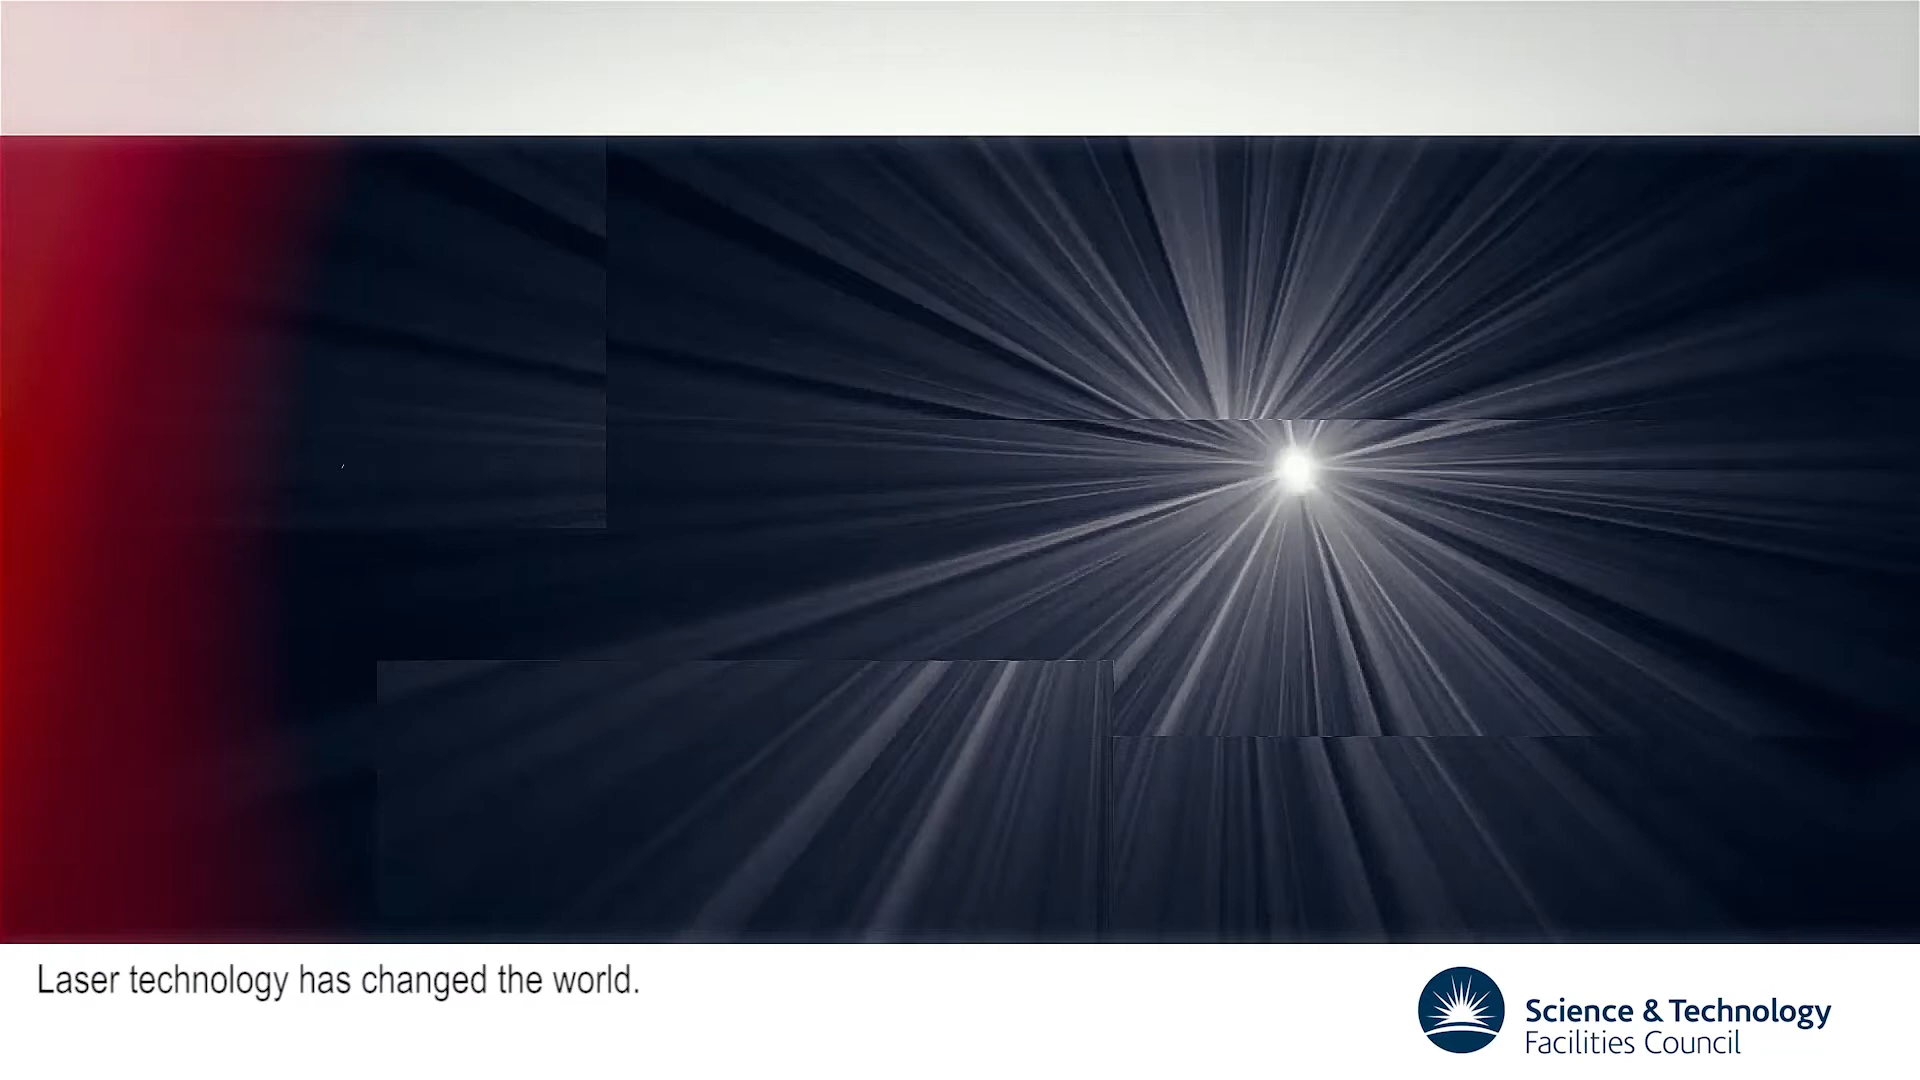 Laser technology has changed the world.
Science & Technology
Facilities Council